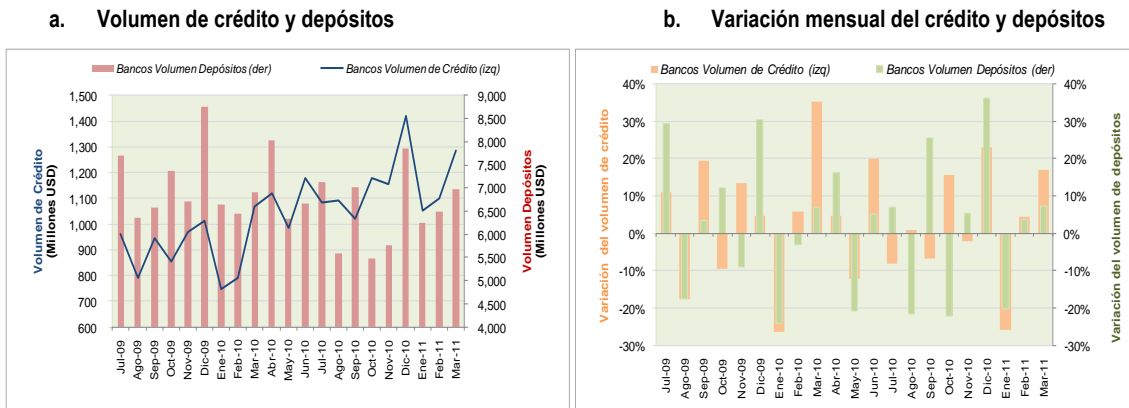 a. Volumen de crédito y depósitos
Bancos Volumen Depósitos (der)
Bancos Volumen de Crédito (izq)
Volumen de Crédito
(Millones USD)
1,500
1,400
1,300
1,200
1,100
1,000
900
800
700
600
9,000
8,500
8,000
7,500
7,000
6,500
6,000
5,500
5,000
4,500
4,000
Volumen Depósitos
(Millones USD)
Jul-09
Ago-09
Sep-09
Oct-09
Nov-09
Dic-09
Ene-10
Feb-10
Mar-10
Abr-10
May-10
Jun-10
Jul-10
Ago-10
Sep-10
Oct-10
Nov-10
Dic-10
Ene-11
Feb-11
Mar-11
b. Variación mensual del crédito y depósitos
Bancos Volumen de Crédito (izq)
Bancos Volumen Depósitos (der)
Variación del volumen de crédito
40%
30%
20%
10%
0%
-10%
-20%
-30%
40%
30%
20%
10%
0%
-10%
-20%
-30%
Variación del volumen de depósitos
Jul-09
Ago-09
Sep-09
Oct-09
Nov-09
Dic-09
Ene-10
Feb-10
Mar-10
Abr-10
May-10
Jun-10
Jul-10
Ago-10
Sep-10
Oct-10
Nov-10
Dic-10
Ene-11
Feb-11
Mar-11